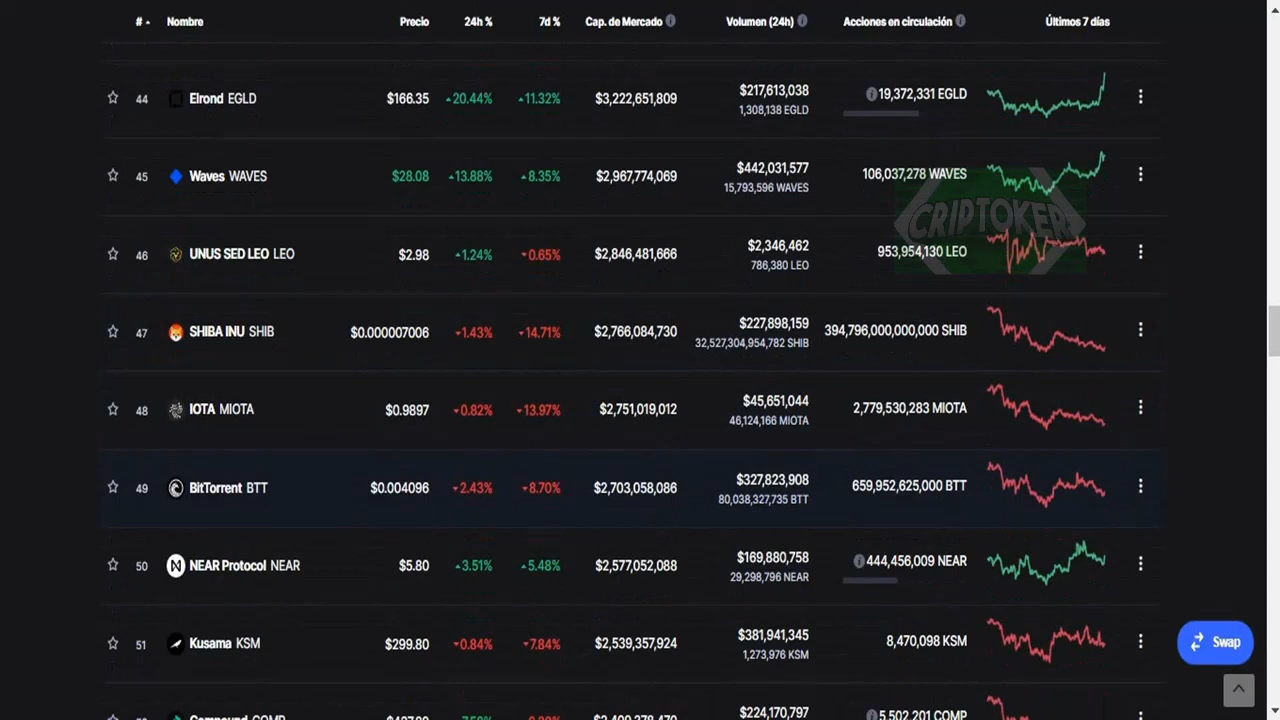 # Nombre Precio 24h % 7d % Cap. de Mercado Volumen (24h) Acciones en circulación Últimos 7 días
44 Elrond EGLD $166.35 20.44% 11.32% $3,222,651,809 $217,613,038 19,372,331 EGLD
1,308,138 EGLD
45 Waves WAVES $28.08 13.88% 8.35% $2,967,774,069 $442,031,577 106,037,278 WAVES
15,793,596 WAVES
CRIPTOKER
46 UNUS SED LEO LEO $2.98 1.24% 0.65% $2,846,481,666 $2,346,462 953,954,130 LEO
786,380 LEO
47 SHIBA INU SHIB $0.000007006 1.43% 14.71% $2,766,084,730 $227,898,159 394,796,000,000,000 SHIB
32,527,304,954,782 SHIB
48 IOTA MIOTA $0.9897 0.82% 13.97% $2,751,019,012 $45,651,044 2,779,530,283 MIOTA
46,124,166 MIOTA
49 BitTorrent BTT $0.004096 2.43% 8.70% $2,703,058,086 $327,823,908 659,952,625,000 BTT
80,038,327,735 BTT
50 NEAR Protocol NEAR $5.80 3.51% 5.48% $2,577,052,088 $169,880,758 444,456,009 NEAR
29,298,796 NEAR
51 Kusama KSM $299.80 0.84% 7.84% $2,539,357,924 $381,941,345 8,470,098 KSM
1,273,976 KSM
Swap
Compound COMP $224,170,797 5,502,201 COMP